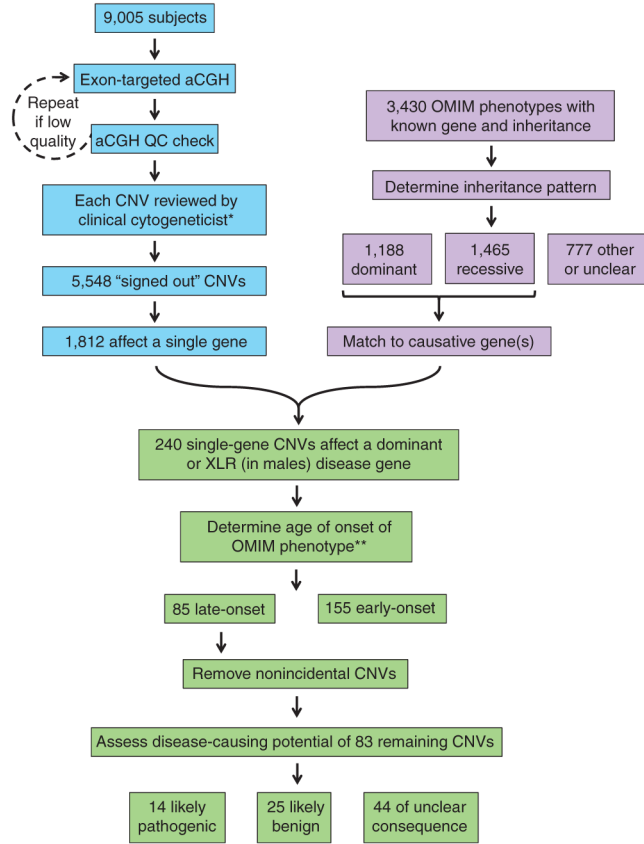 9,005 subjects
Exon-targeted aCGH
Repeat
if low
quality
aCGH QC check
Each CNV reviewed by
clinical cytogeneticist*
5,548 “signed out” CNVs
1,812 affect a single gene
3,430 OMIM phenotypes with
known gene and inheritance
Determine inheritance pattern
1,188
dominant
1,465
recessive
777 other
or unclear
Match to causative gene(s)
240 single-gene CNVs affect a dominant
or XLR (in males) disease gene
Determine age of onset of
OMIM phenotype**
85 late-onset
155 early-onset
Remove nonincidental CNVs
Assess disease-causing potential of 83 remaining CNVs
14 likely
pathogenic
25 likely
benign
44 of unclear
consequence